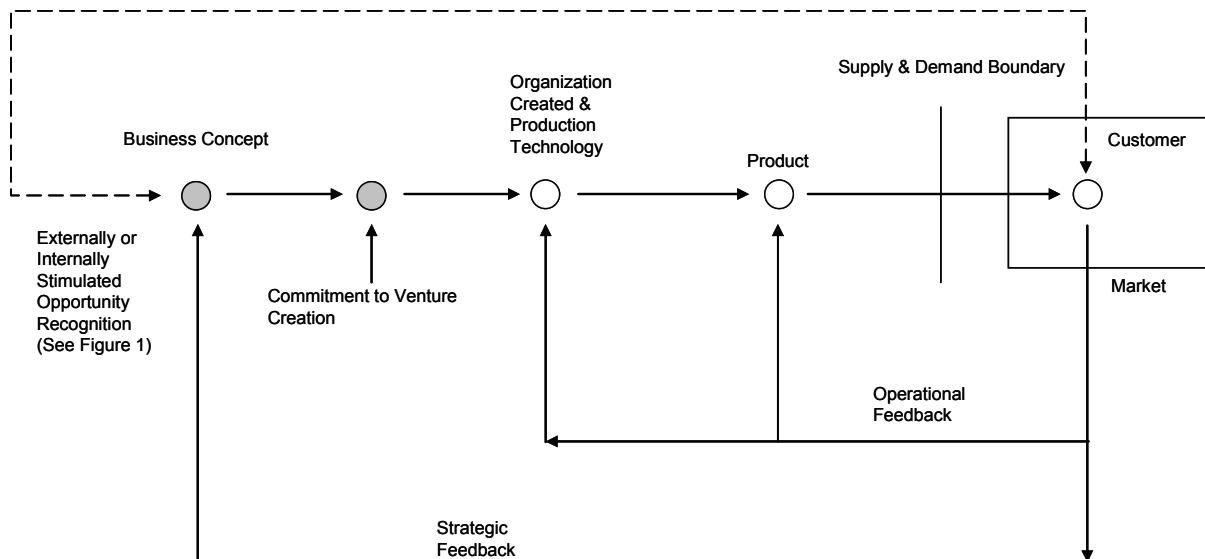 Supply & Demand Boundary
Organization
Created &
Production
Technology
Business Concept
Customer
Product
Externally or
Internally
Stimulated
Opportunity
Recognition
(See Figure 1)
Commitment to Venture
Creation
Market
Operational
Feedback
Strategic
Feedback